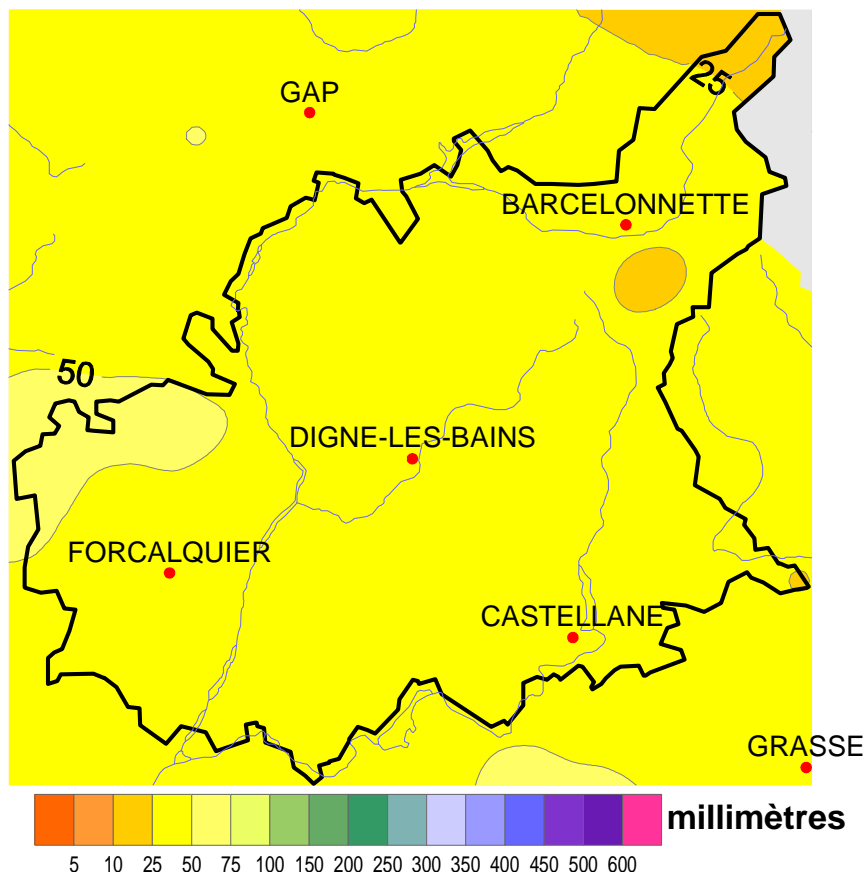 25
GAP
BARCELONNETTE
50
DIGNE-LES-BAINS
FORCALQUIER
CASTELLANE
GRASSE
millimètres
5 10 25 50 75 100 150 200 250 300 350 400 450 500 600